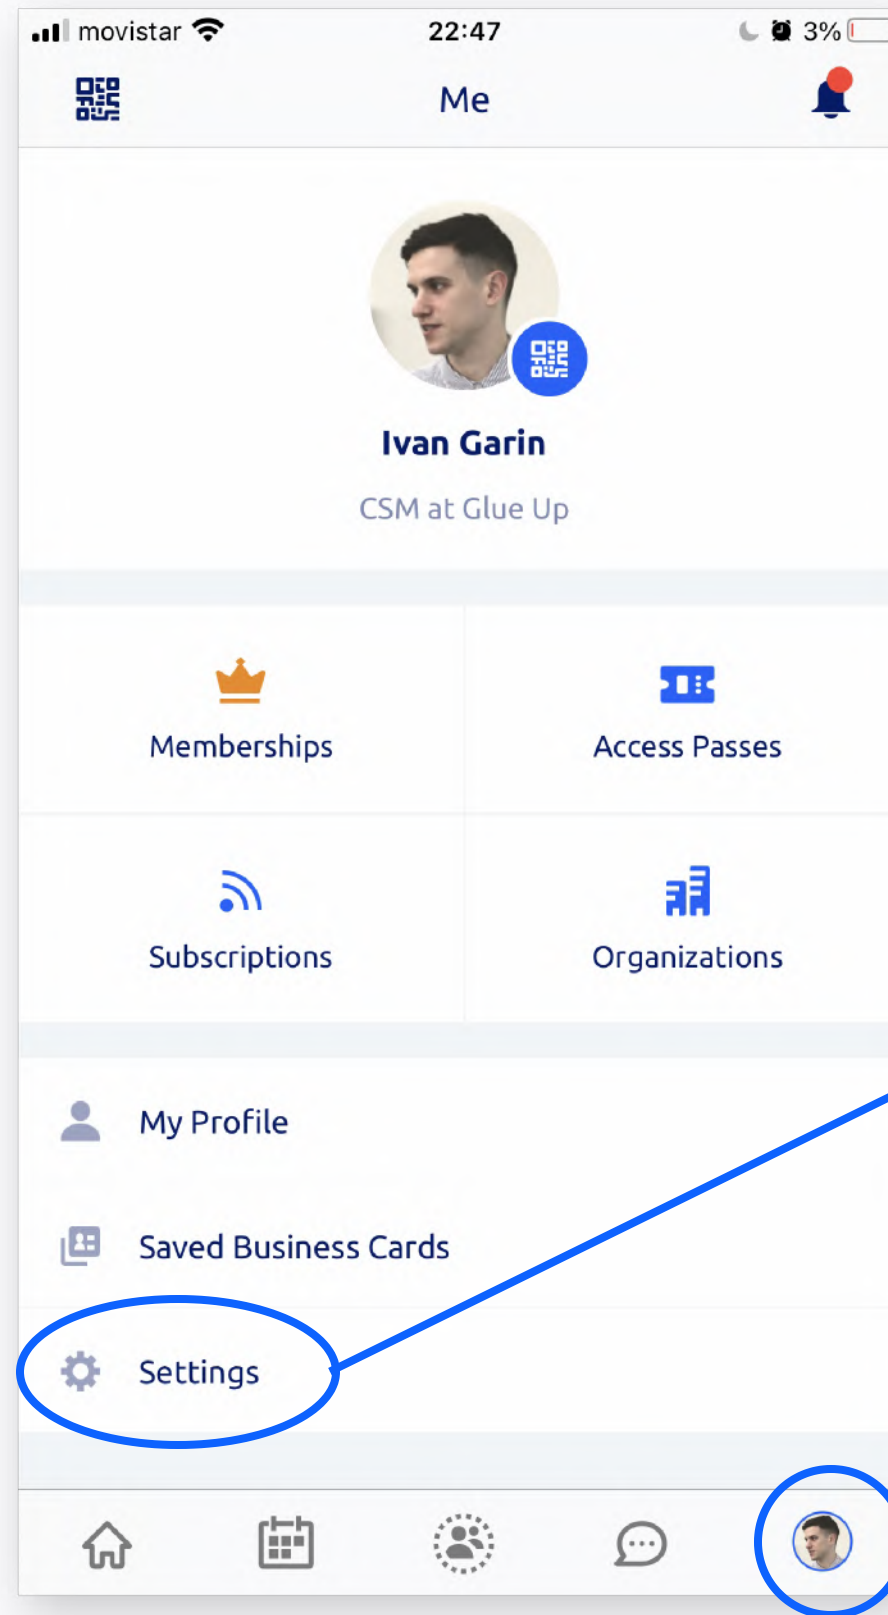 movistar 22:47 3%
Me
Ivan Garin
CSM at Glue Up
Memberships Access Passes
Subscriptions Organizations
My Profile
Saved Business Cards
Settings